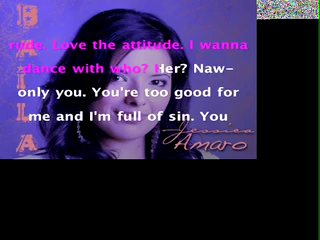 rude. Love the attitude. I wanna
dance with who? Her? Naw-
only you. You're too good for
me and I'm full of sin. You
BAILA
Jessica
Amaro